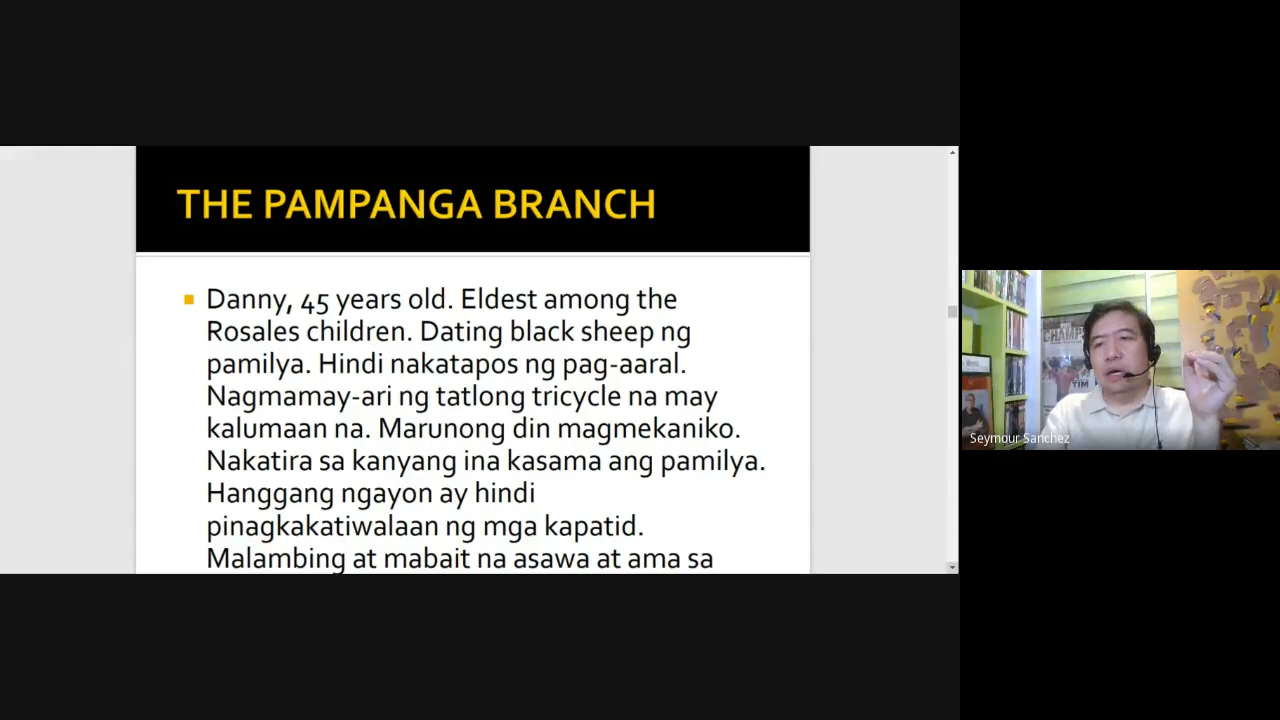 THE PAMPANGA BRANCH
Danny, 45 years old. Eldest among the
Rosales children. Dating black sheep ng
pamilya. Hindi nakatapos ng pag-aaral.
Nagmamay-ari ng tatlong tricycle na may
kalumaan na. Marunong din magmekaniko.
Nakatira sa kanyang ina kasama ang pamilya.
Hanggang ngayon ay hindi
pinagkakatiwalaan ng mga kapatid.
Malambing at mabait na asawa at ama sa
Seymour Sanchez